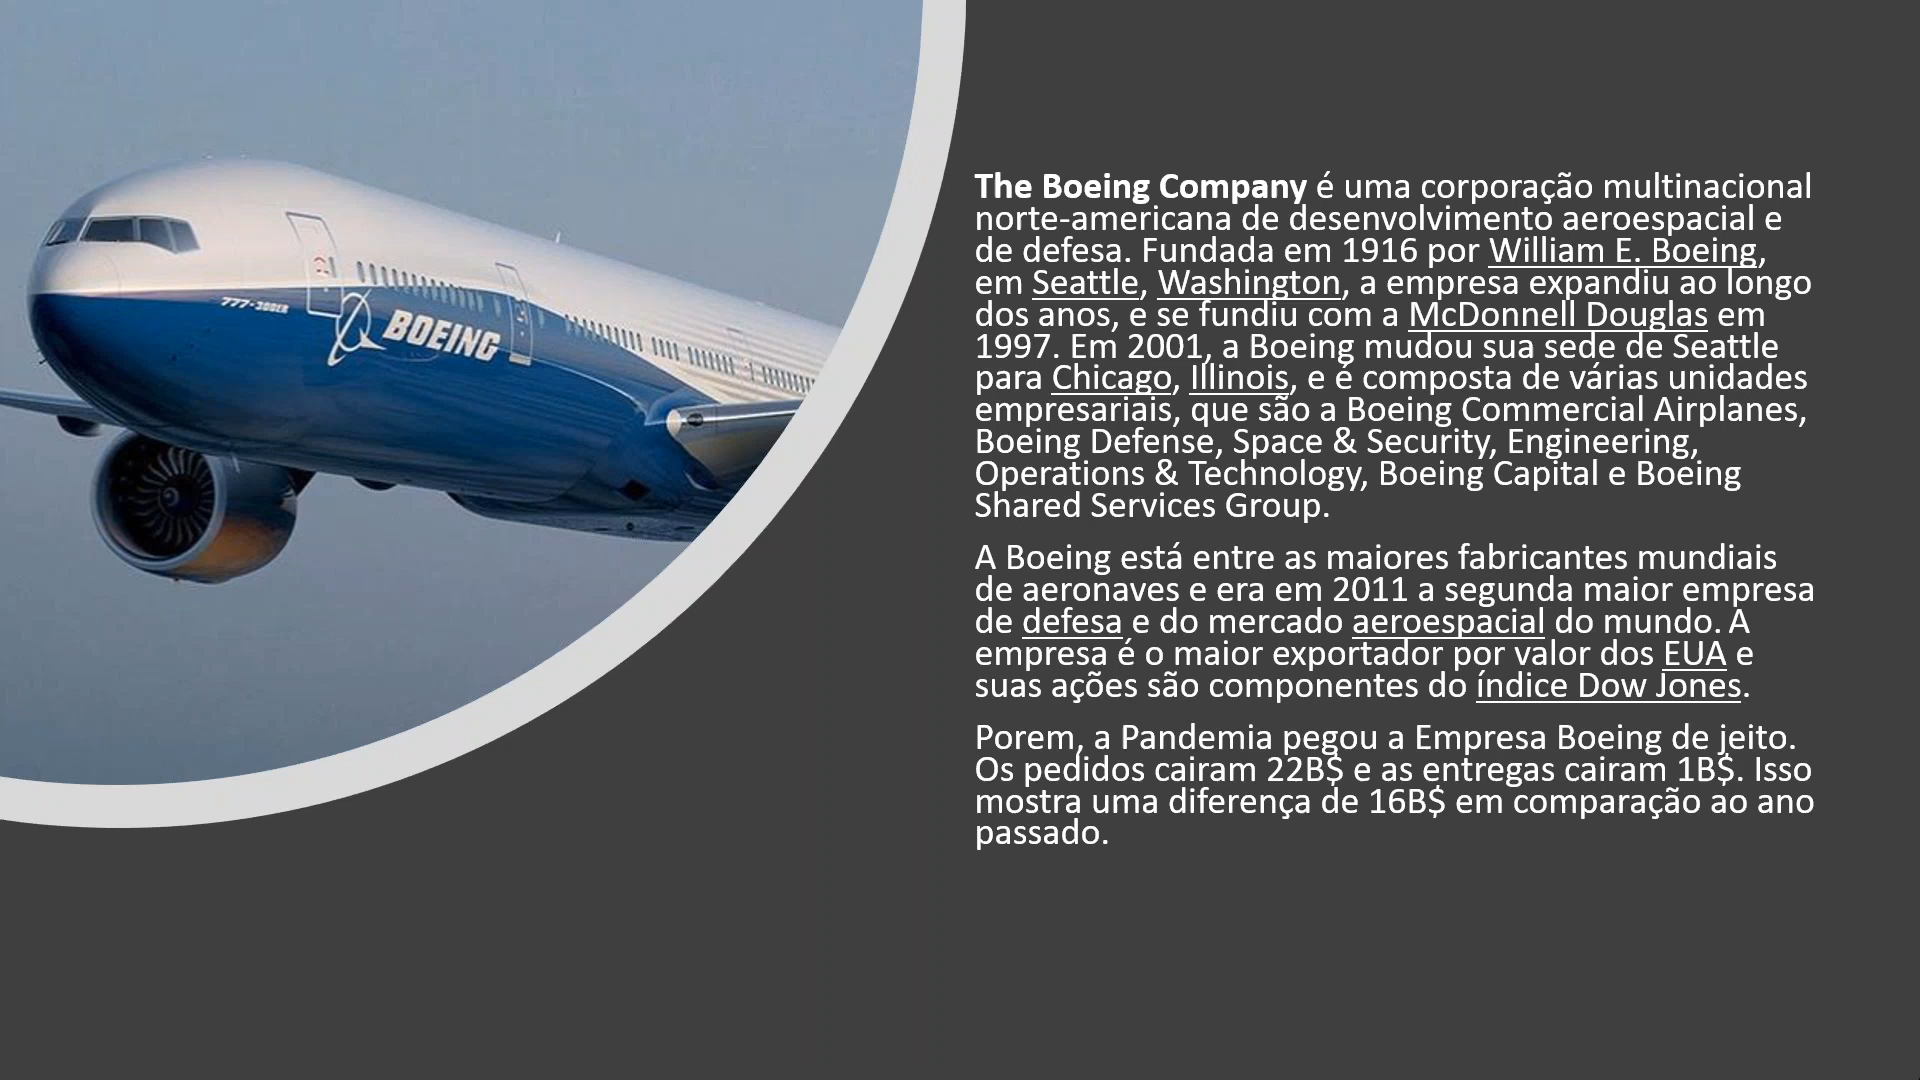 777-300ER
BOEING
The Boeing Company é uma corporação multinacional
norte-americana de desenvolvimento aeroespacial e
de defesa. Fundada em 1916 por William E. Boeing,
em Seattle, Washington, a empresa expandiu ao longo
dos anos, e se fundiu com a McDonnell Douglas em
1997. Em 2001, a Boeing mudou sua sede de Seattle
para Chicago, Illinois, e é composta de várias unidades
empresariais, que são a Boeing Commercial Airplanes,
Boeing Defense, Space & Security, Engineering,
Operations & Technology, Boeing Capital e Boeing
Shared Services Group.
A Boeing está entre as maiores fabricantes mundiais
de aeronaves e era em 2011 a segunda maior empresa
de defesa e do mercado aeroespacial do mundo. A
empresa é o maior exportador por valor dos EUA e
suas ações são componentes do índice Dow Jones.
Porem, a Pandemia pegou a Empresa Boeing de jeito.
Os pedidos cairam 22B$ e as entregas cairam 1B$. Isso
mostra uma diferença de 16B$ em comparação ao ano
passado.